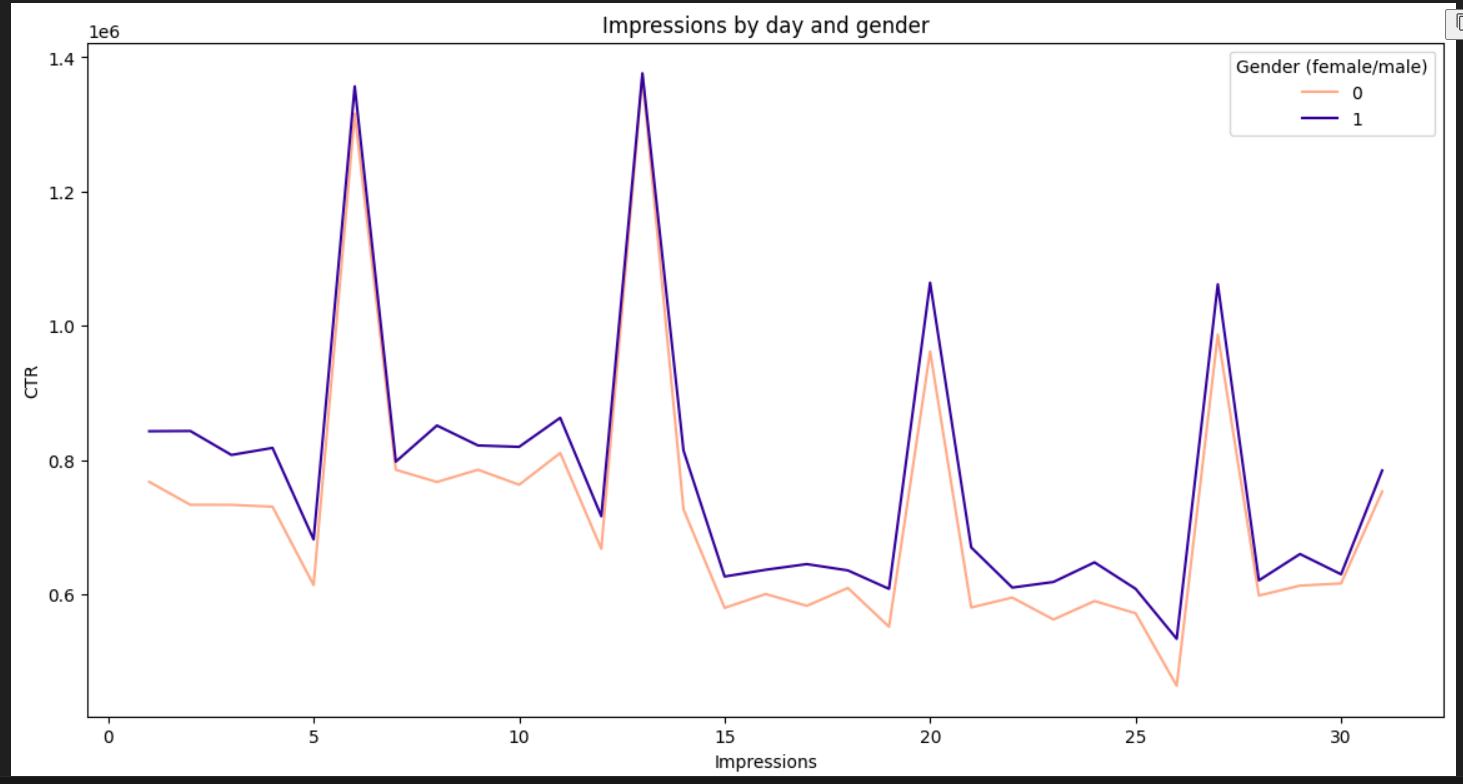 Impressions by day and gender
1e6
1.4
1.2
1.0
0.8
0.6
CTR
Gender (female/male)
0
1
0 5 10 15 20 25 30
Impressions